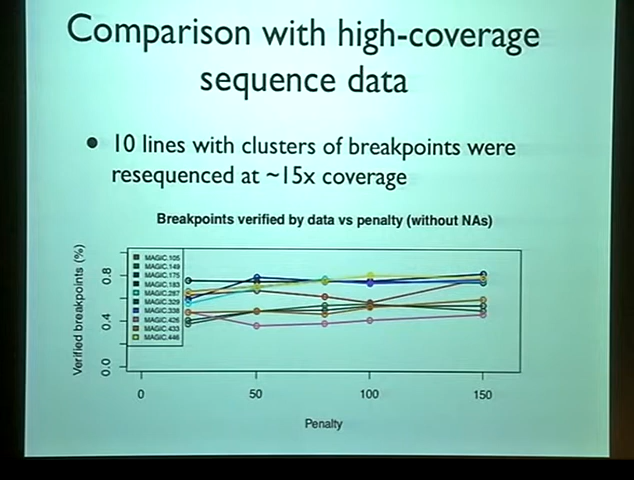 Comparison with high-coverage
sequence data
10 lines with clusters of breakpoints were
resequenced at ~15x coverage
Breakpoints verified by data vs penalty (without NAs)
Verified breakpoints (%)
0.8
0.4
0.0
MAGIC.105
MAGIC.149
MAGIC.175
MAGIC.183
MAGIC.287
MAGIC.329
MAGIC.338
MAGIC.426
MAGIC.433
MAGIC.446
0 50 100 150
Penalty